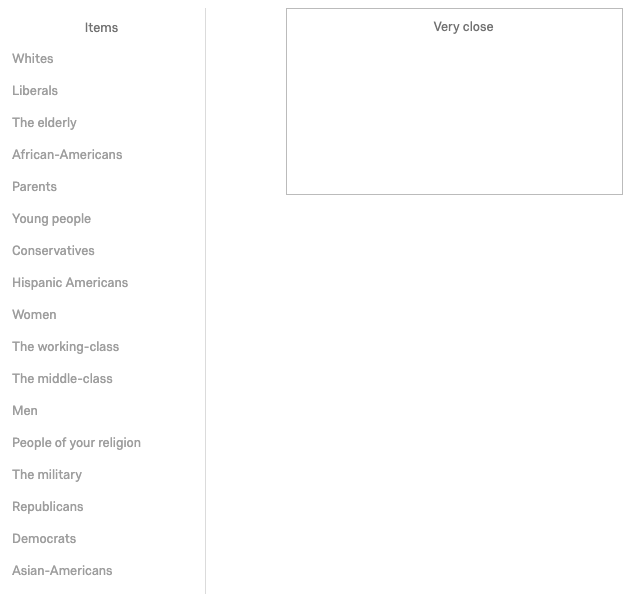 Items
Whites
Liberals
The elderly
African-Americans
Parents
Young people
Conservatives
Hispanic Americans
Women
The working-class
The middle-class
Men
People of your religion
The military
Republicans
Democrats
Asian-Americans
Very close